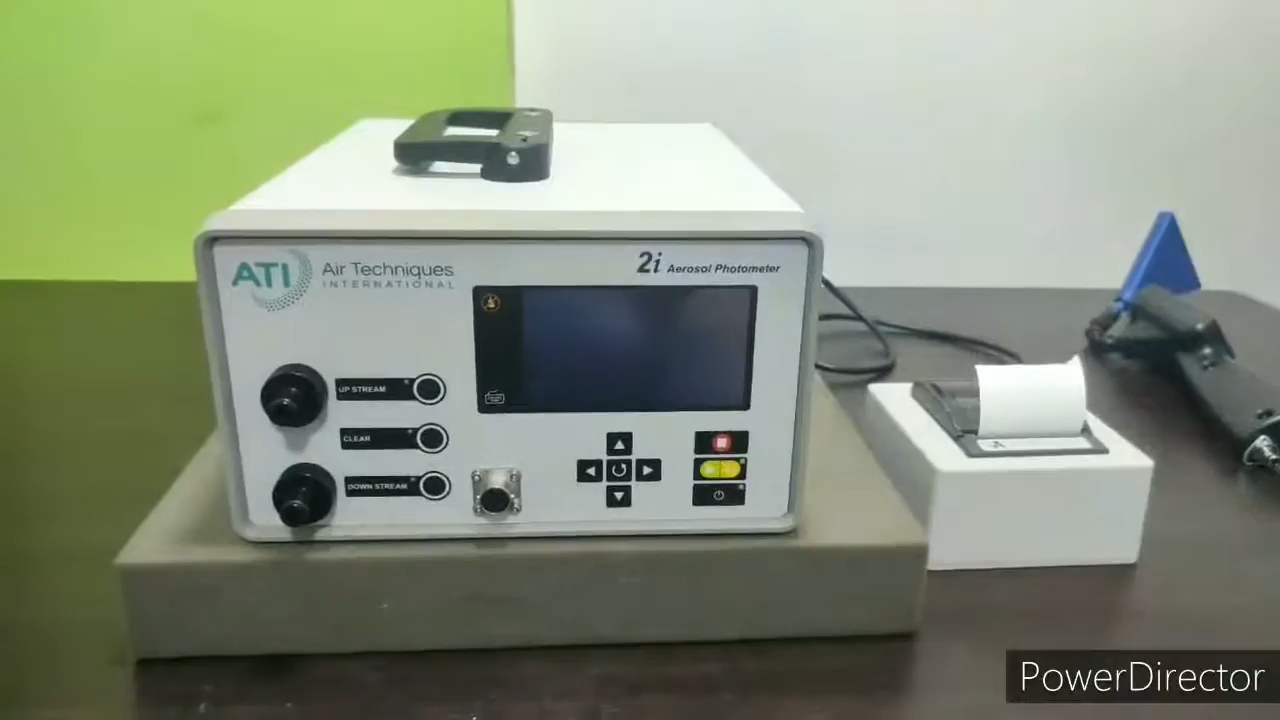 ATI
Air Techniques
INTERNATIONAL
2i Aerosol Photometer
UP STREAM
CLEAR
DOWN STREAM
PowerDirector